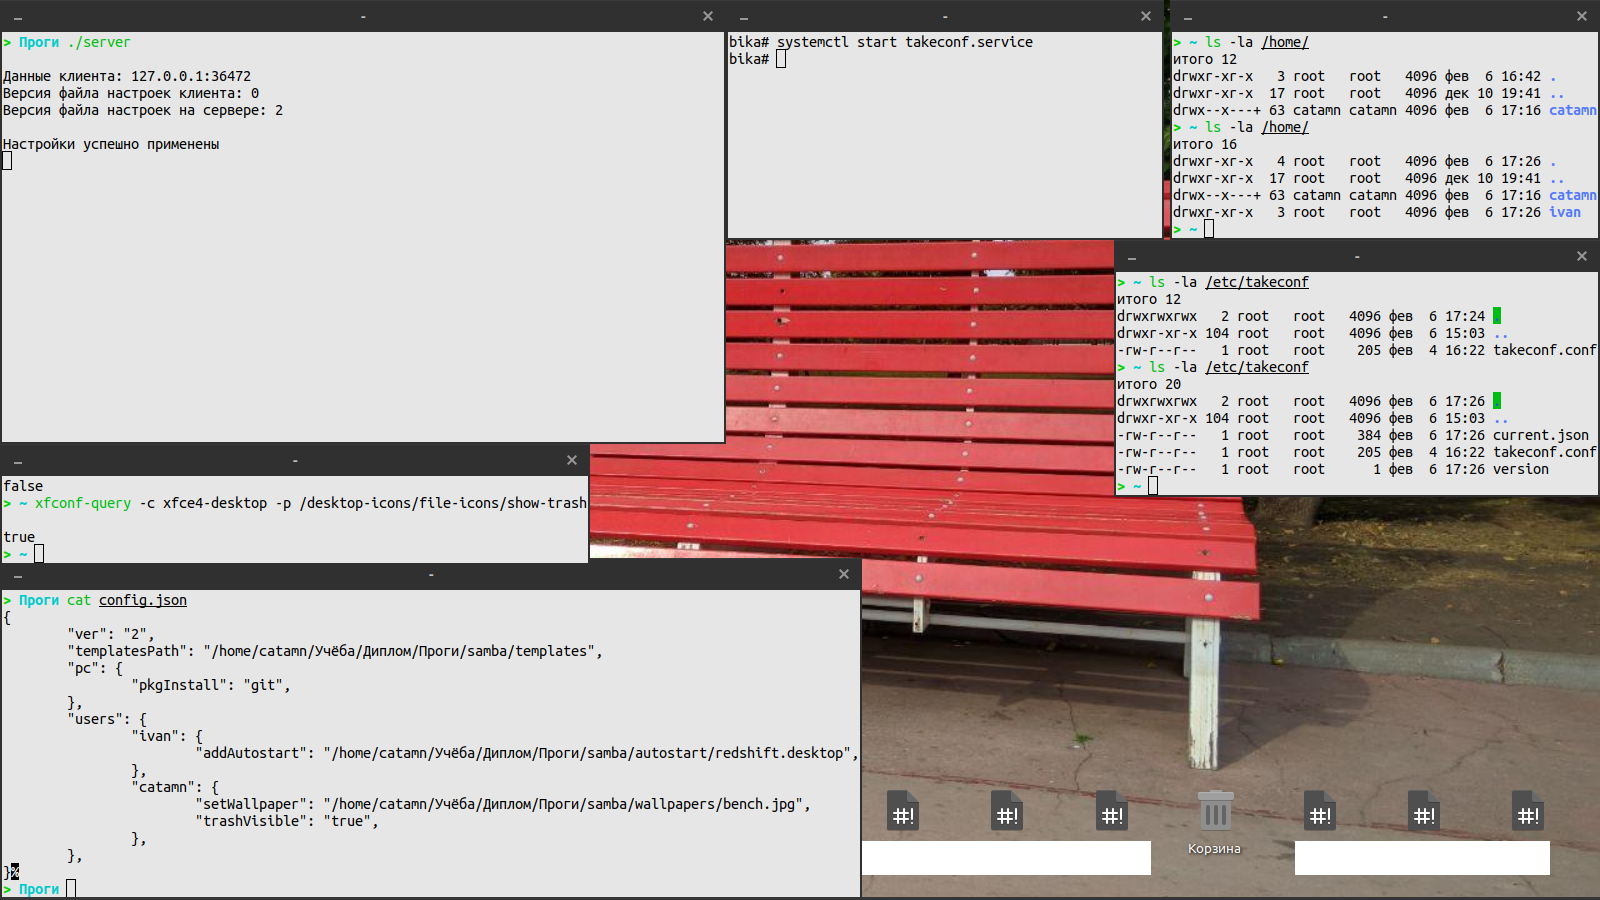 -
> Проги ./server
Данные клиента: 127.0.0.1:36472
Версия файла настроек клиента: 0
Версия файла настроек на сервере: 2
Настройки успешно применены
-
bika# systemctl start takeconf.service
bika#
-
> ~ ls -la /home/
итого 12
drwxr-xr-x   3 root   root   4096 фев  6 16:42 .
drwxr-xr-x  17 root   root   4096 дек 10 19:41 ..
drwx--x---+ 63 catamn catamn 4096 фев  6 17:16 catamn
> ~ ls -la /home/
итого 16
drwxr-xr-x   4 root   root   4096 фев  6 17:26 .
drwxr-xr-x  17 root   root   4096 дек 10 19:41 ..
drwx--x---+ 63 catamn catamn 4096 фев  6 17:16 catamn
drwxr-xr-x   3 root   root   4096 фев  6 17:26 ivan
> ~
-
> ~ ls -la /etc/takeconf
итого 12
drwxrwxrwx   2 root   root   4096 фев  6 17:24 .
drwxr-xr-x 104 root   root   4096 фев  6 15:03 ..
-rw-r--r--   1 root   root    205 фев  4 16:22 takeconf.conf
> ~ ls -la /etc/takeconf
итого 20
drwxrwxrwx   2 root   root   4096 фев  6 17:26 .
drwxr-xr-x 104 root   root   4096 фев  6 15:03 ..
-rw-r--r--   1 root   root    384 фев  6 17:26 current.json
-rw-r--r--   1 root   root    205 фев  4 16:22 takeconf.conf
-rw-r--r--   1 root   root      1 фев  6 17:26 version
> ~
-
false
> ~ xfconf-query -c xfce4-desktop -p /desktop-icons/file-icons/show-trash
true
> ~
-
> Проги cat config.json
{
        "ver": "2",
        "templatesPath": "/home/catamn/Учёба/Диплом/Проги/samba/templates",
        "pc": {
                "pkgInstall": "git",
        },
        "users": {
                "ivan": {
                        "addAutostart": "/home/catamn/Учёба/Диплом/Проги/samba/autostart/redshift.desktop",
                },
                "catamn": {
                        "setWallpaper": "/home/catamn/Учёба/Диплом/Проги/samba/wallpapers/bench.jpg",
                        "trashVisible": "true",
                },
        },
}%
> Проги
#! #! #! #! #! #!
Корзина